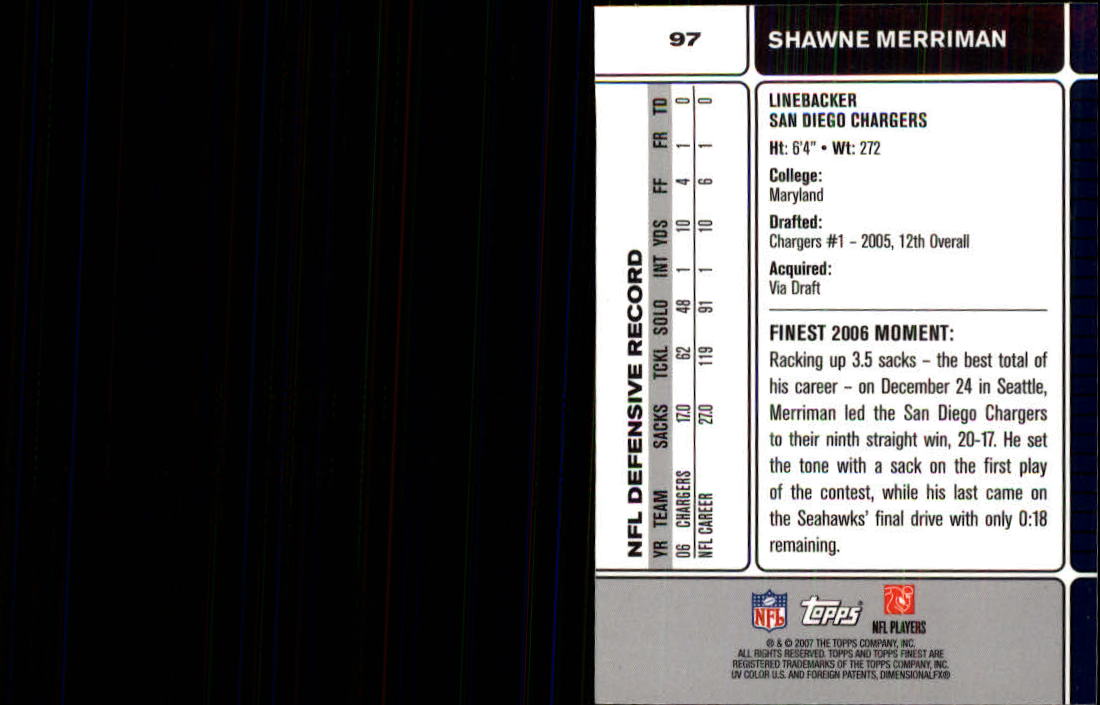 97
SHAWNE MERRIMAN
NFL DEFENSIVE RECORD
YR TEAM SACKS TCKL SOLO INT YDS FF FR TD
06 CHARGERS 17.0 62 48 1 10 4 1 0
NFL CAREER 27.0 119 91 1 10 6 1 0
LINEBACKER
SAN DIEGO CHARGERS
Ht: 6'4" • Wt: 272
College:
Maryland
Drafted:
Chargers #1 – 2005, 12th Overall
Acquired:
Via Draft
FINEST 2006 MOMENT:
Racking up 3.5 sacks – the best total of
his career – on December 24 in Seattle,
Merriman led the San Diego Chargers
to their ninth straight win, 20-17. He set
the tone with a sack on the first play
of the contest, while his last came on
the Seahawks' final drive with only 0:18
remaining.
NFL
Topps®
NFL PLAYERS
® & © 2007 THE TOPPS COMPANY, INC.
ALL RIGHTS RESERVED. TOPPS AND TOPPS FINEST ARE
REGISTERED TRADEMARKS OF THE TOPPS COMPANY, INC.
UV COLOR U.S. AND FOREIGN PATENTS, DIMENSIONALFX®